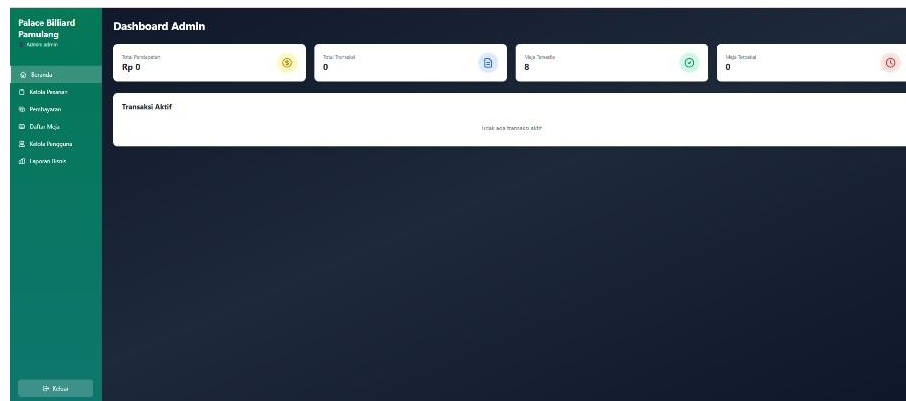 Palace Billiard
Pamulang
Admin admin
Beranda
Kelola Pesanan
Pembayaran
Daftar Meja
Kelola Pengguna
Laporan Bisnis
Keluar
Dashboard Admin
Total Pendapatan
Rp 0
Total Transaksi
0
Meja Tersedia
8
Meja Terpakai
0
Transaksi Aktif
Tidak ada transaksi aktif